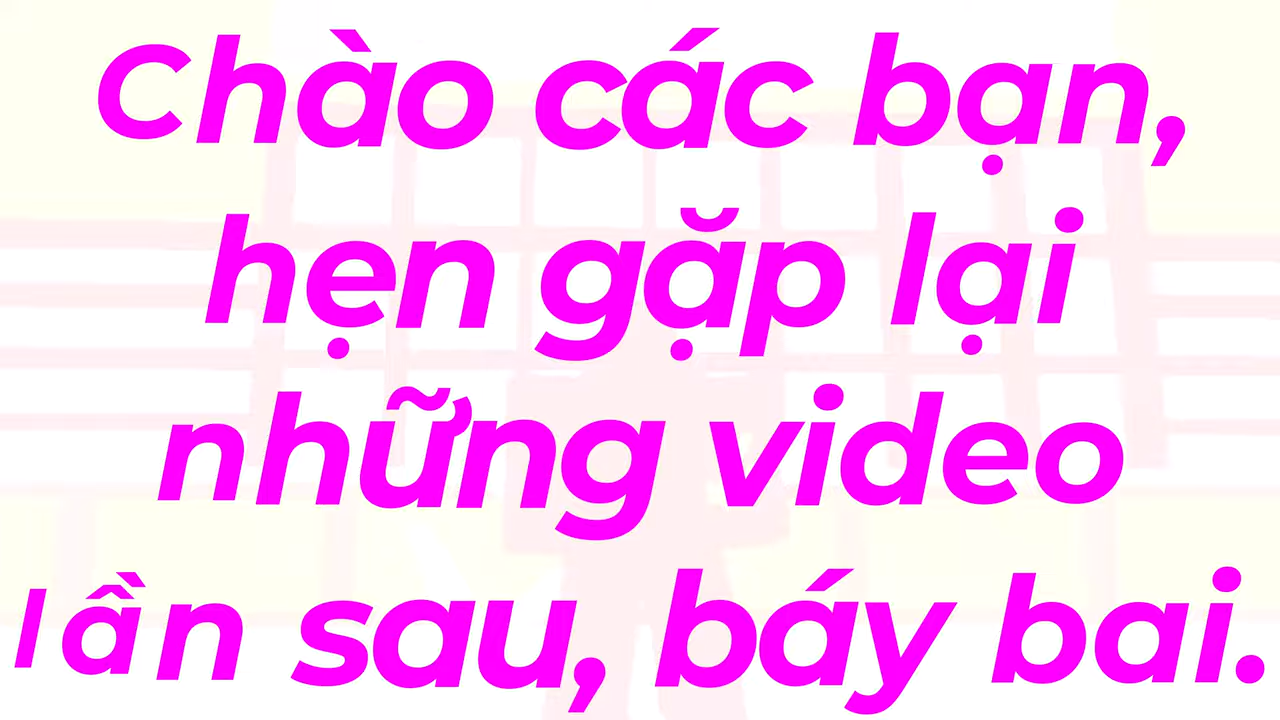 Chào các bạn,
hẹn gặp lại
những video
lần sau, báy bai.